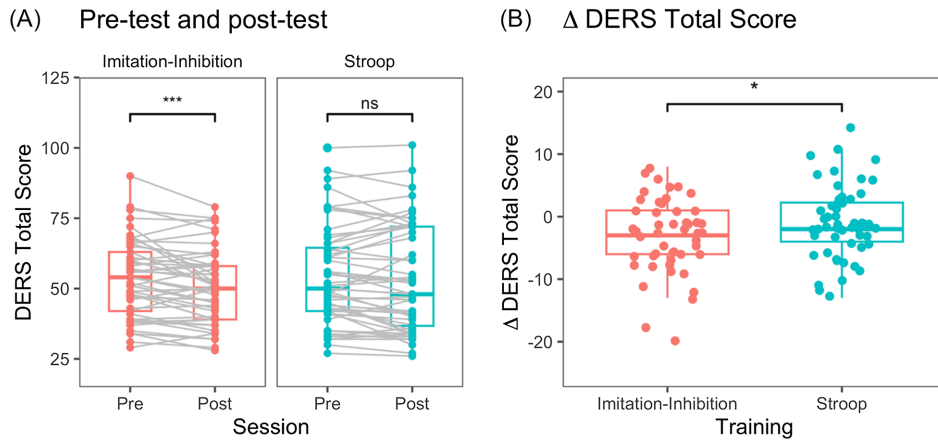 (A) Pre-test and post-test
Imitation-Inhibition Stroop
DERS Total Score
125
100
75
50
25
***
ns
Pre Post Pre Post
Session
(B) Δ DERS Total Score
Δ DERS Total Score
20
10
-0
-10
-20
*
Imitation-Inhibition Stroop
Training